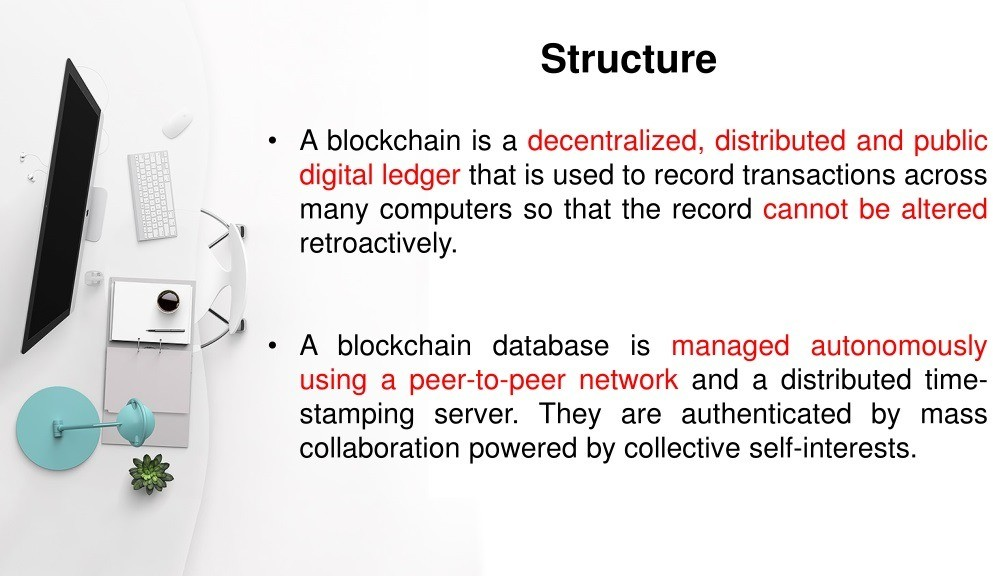 Structure
• A blockchain is a decentralized, distributed and public
digital ledger that is used to record transactions across
many computers so that the record cannot be altered
retroactively.
• A blockchain database is managed autonomously
using a peer-to-peer network and a distributed time-
stamping server. They are authenticated by mass
collaboration powered by collective self-interests.